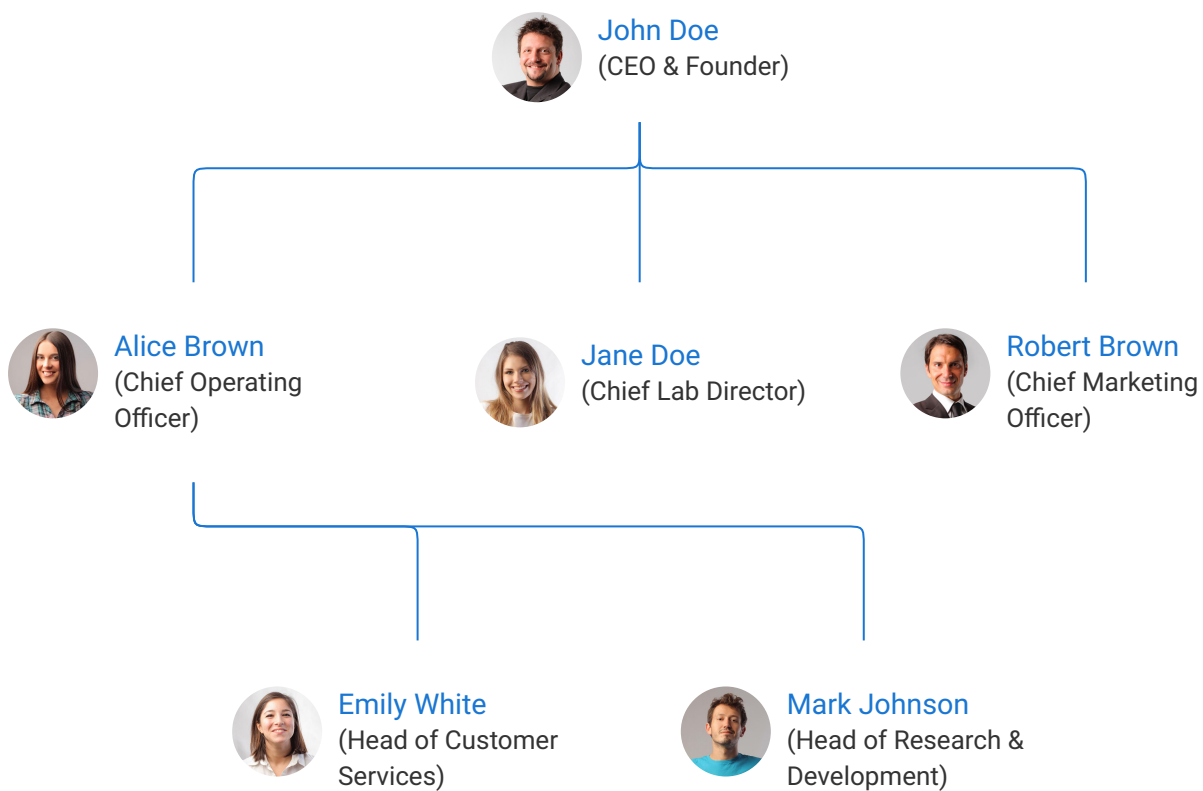 John Doe
(CEO & Founder)
Alice Brown
(Chief Operating
Officer)
Jane Doe
(Chief Lab Director)
Robert Brown
(Chief Marketing
Officer)
Emily White
(Head of Customer
Services)
Mark Johnson
(Head of Research &
Development)